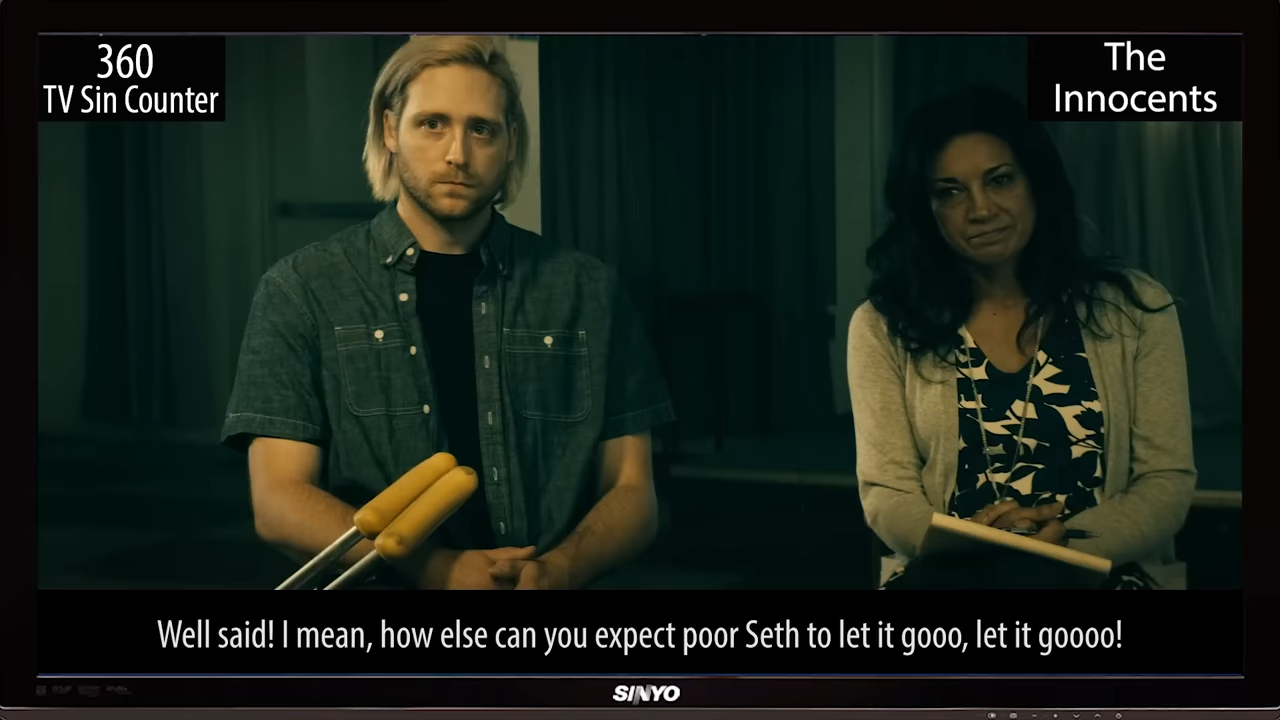 360
TV Sin Counter
The
Innocents
Well said! I mean, how else can you expect poor Seth to let it gooo, let it goooo!
SINYO